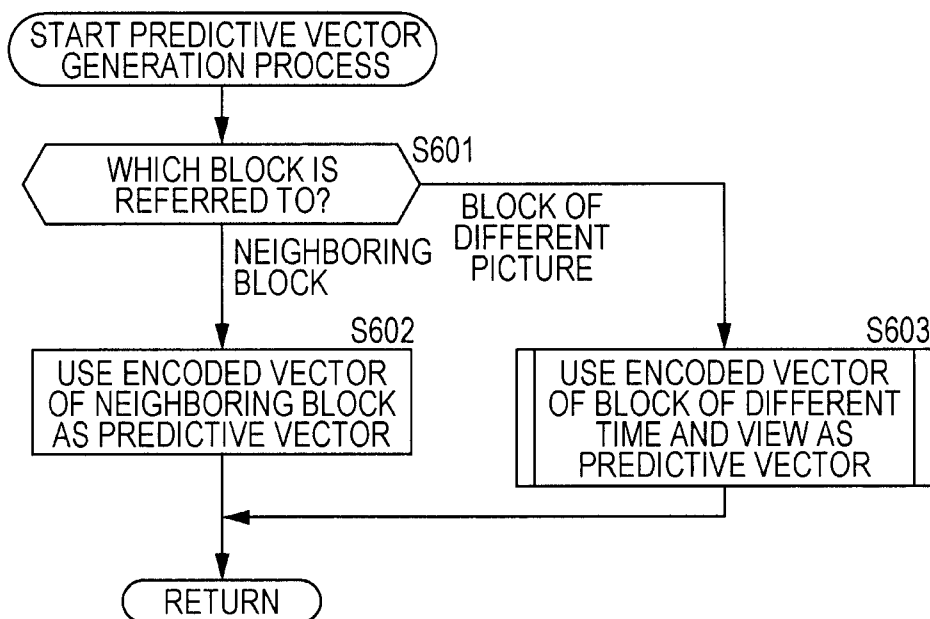 START PREDICTIVE VECTOR
GENERATION PROCESS
S601
WHICH BLOCK IS
REFERRED TO?
BLOCK OF
DIFFERENT
PICTURE
NEIGHBORING
BLOCK
S602
USE ENCODED VECTOR
OF NEIGHBORING BLOCK
AS PREDICTIVE VECTOR
S603
USE ENCODED VECTOR
OF BLOCK OF DIFFERENT
TIME AND VIEW AS
PREDICTIVE VECTOR
RETURN